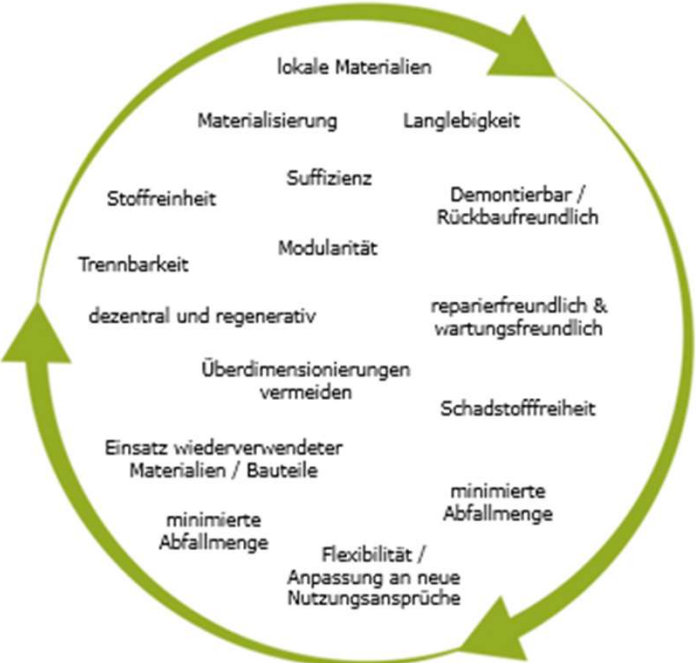 lokale Materialien
Materialisierung
Langlebigkeit
Suffizienz
Stoffreinheit
Demontierbar /
Rückbaufreundlich
Modularität
Trennbarkeit
dezentral und regenerativ
reparierfreundlich &
wartungsfreundlich
Überdimensionierungen
vermeiden
Schadstofffreiheit
Einsatz wiederverwendeter
Materialien / Bauteile
minimierte
Abfallmenge
minimierte
Abfallmenge
Flexibilität /
Anpassung an neue
Nutzungsansprüche